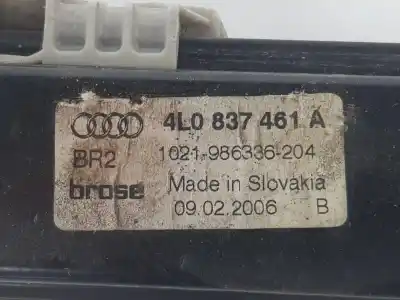 4L0 837 461 A
BR2 1021-986336-204
brose Made in Slovakia
09.02.2006 B